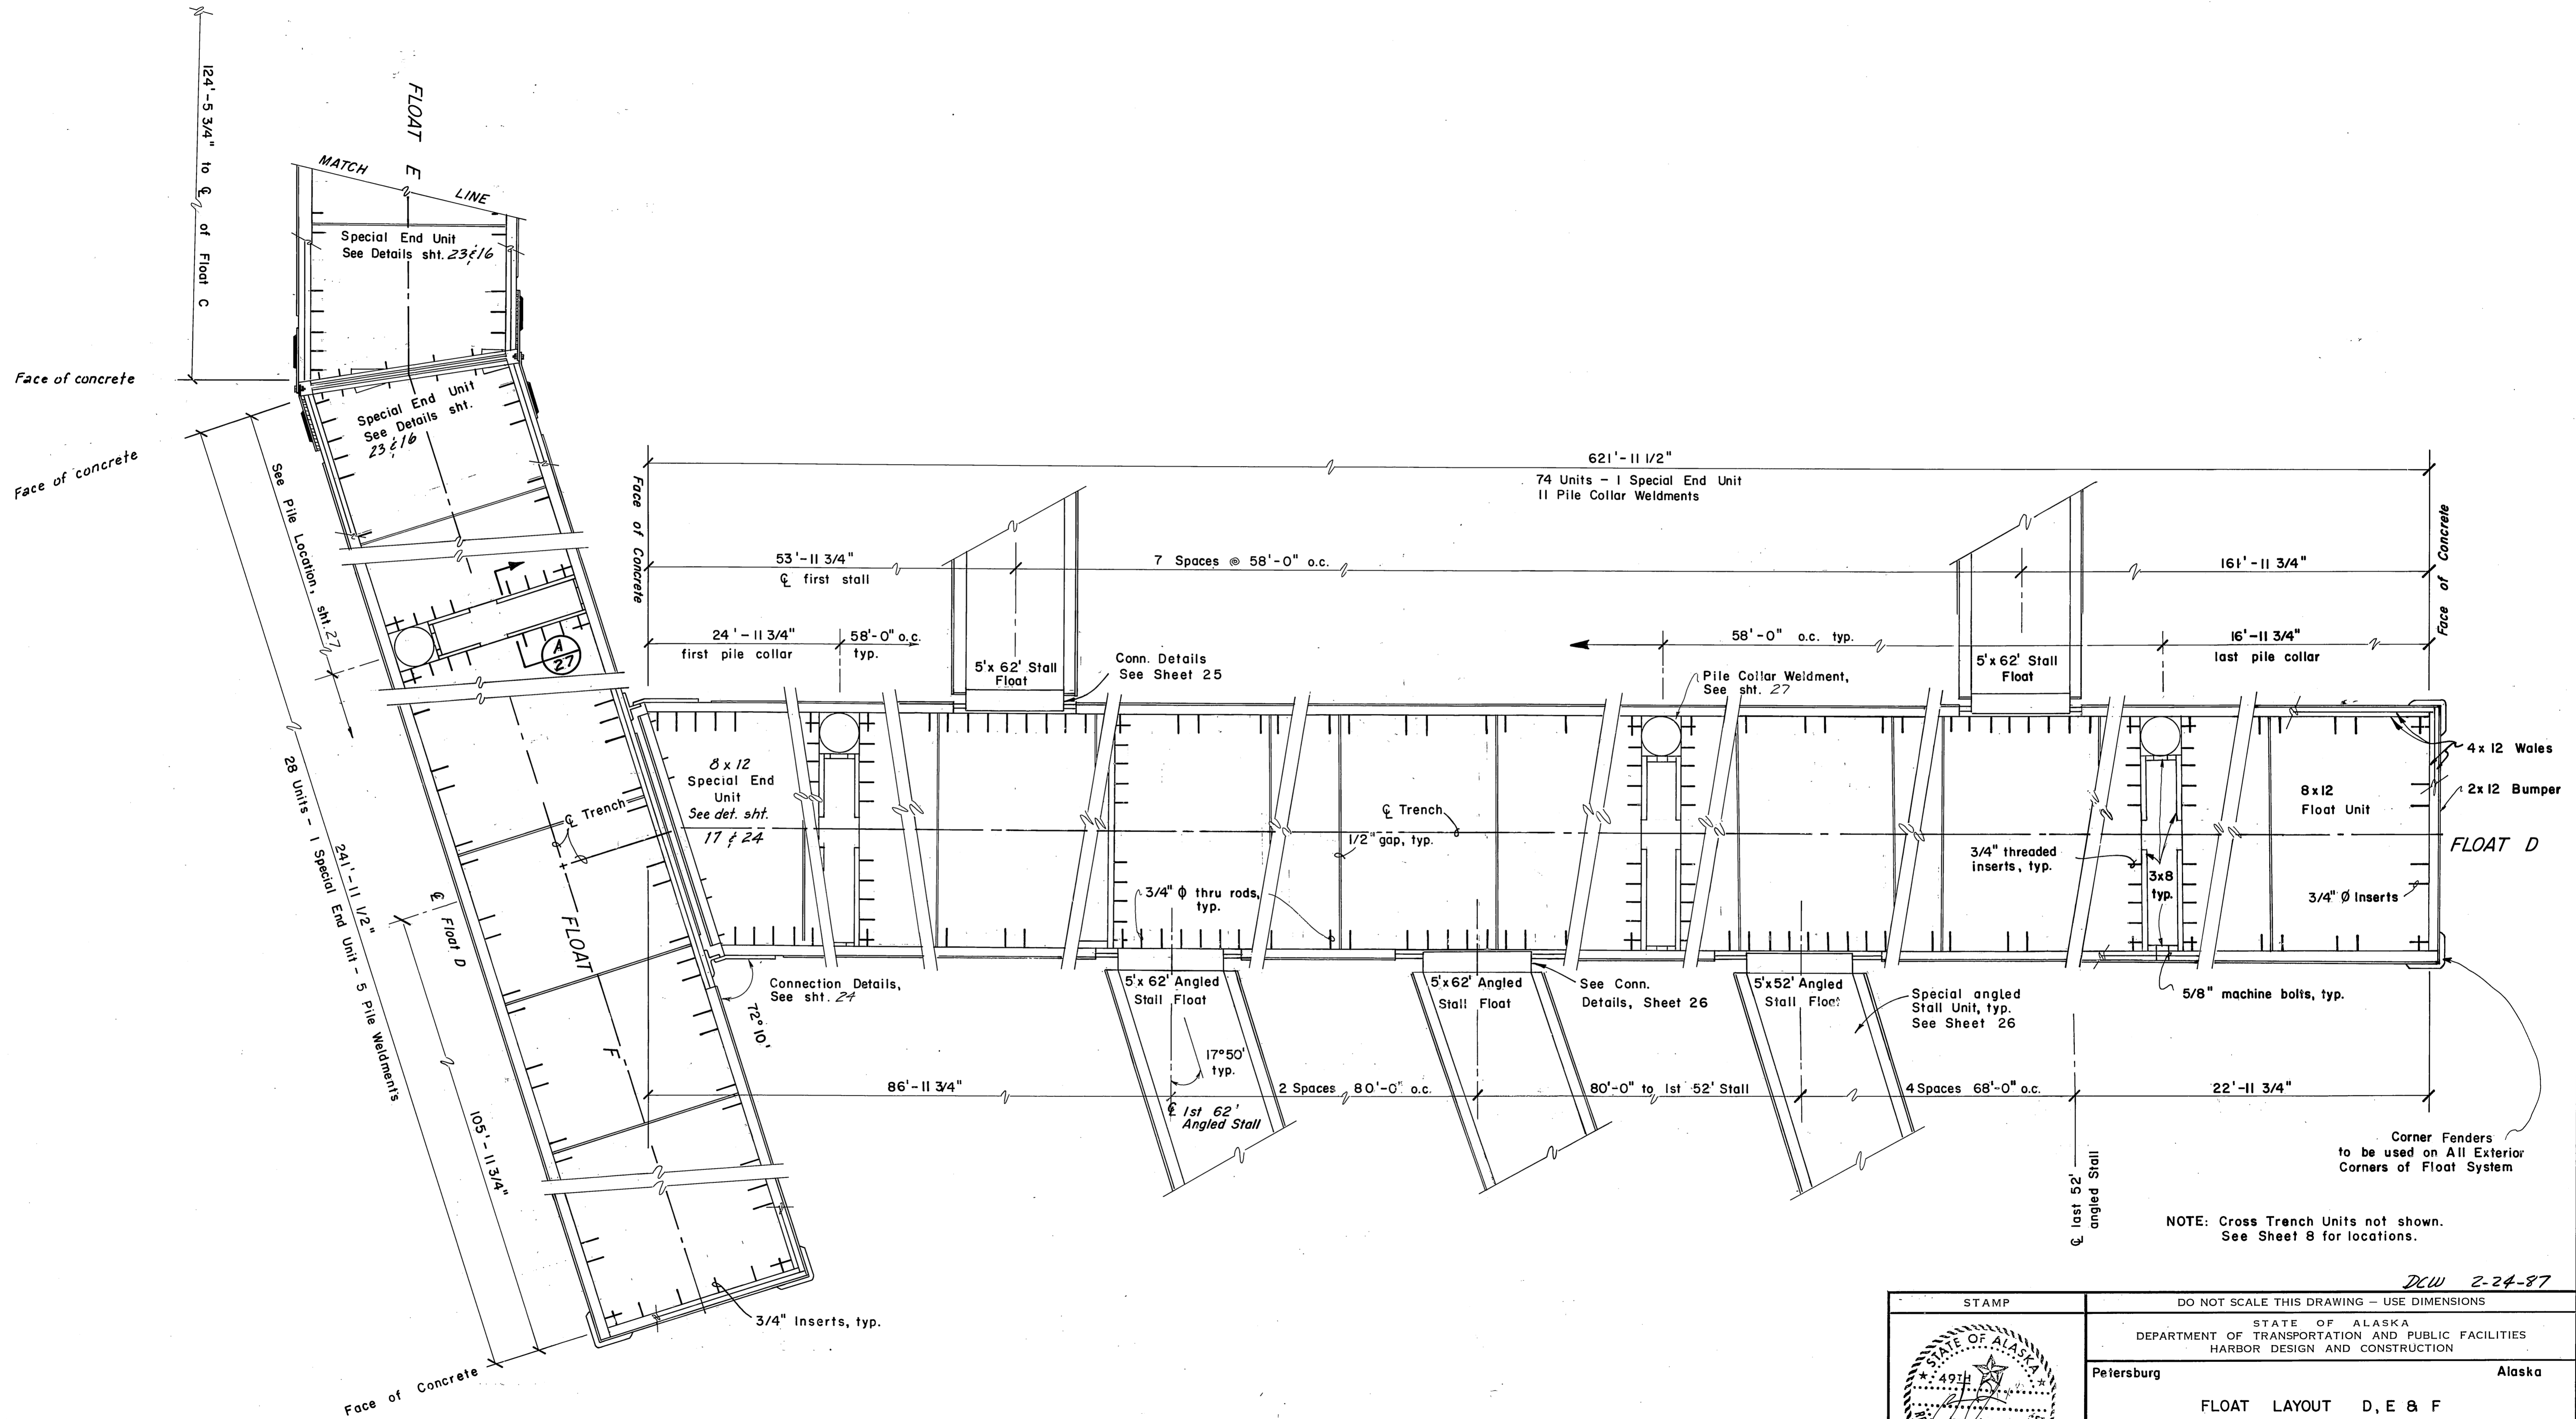 124'-5 3/4" to ℄ of Float C
FLOAT E
MATCH LINE
Special End Unit
See Details sht. 23 & 16
Face of concrete
Special End Unit
See Details sht.
23 & 16
Face of concrete
See Pile Location, sht. 27
A
27
28 Units - 1 Special End Unit - 5 Pile Weldment's
241'-11 1/2"
℄ Float D
105'-11 3/4"
℄ Trench
FLOAT F
Face of Concrete
3/4" Inserts, typ.
Face of Concrete
621'-11 1/2"
74 Units - 1 Special End Unit
11 Pile Collar Weldments
53'-11 3/4"
℄ first stall
7 Spaces @ 58'-0" o.c.
161'-11 3/4"
Face of Concrete
24'-11 3/4"
first pile collar
58'-0" o.c.
typ.
5'x 62' Stall
Float
Conn. Details
See Sheet 25
58'-0" o.c. typ.
Pile Collar Weldment,
See sht. 27
5'x 62' Stall
Float
16'-11 3/4"
last pile collar
8 x 12
Special End
Unit
See det. sht.
17 & 24
℄ Trench
1/2" gap, typ.
3/4" ϕ thru rods,
typ.
3/4" threaded
inserts, typ.
3x8
typ.
8x12
Float Unit
3/4" Ø Inserts
4x 12 Wales
2x 12 Bumper
FLOAT D
Connection Details,
See sht. 24
72°10'
5'x 62' Angled
Stall Float
17°50'
typ.
5'x 62' Angled
Stall Float
See Conn.
Details, Sheet 26
5'x 52' Angled
Stall Float
Special angled
Stall Unit, typ.
See Sheet 26
5/8" machine bolts, typ.
86'-11 3/4"
℄ 1st 62'
Angled Stall
2 Spaces 80'-0" o.c.
80'-0" to 1st 52' Stall
4 Spaces 68'-0" o.c.
22'-11 3/4"
℄ last 52'
angled Stall
Corner Fenders
to be used on All Exterior
Corners of Float System
NOTE: Cross Trench Units not shown.
See Sheet 8 for locations.
DCW 2-24-87
STAMP
DO NOT SCALE THIS DRAWING – USE DIMENSIONS
STATE OF ALASKA
DEPARTMENT OF TRANSPORTATION AND PUBLIC FACILITIES
HARBOR DESIGN AND CONSTRUCTION
STATE OF ALASKA
49TH
Petersburg Alaska
FLOAT LAYOUT D, E & F